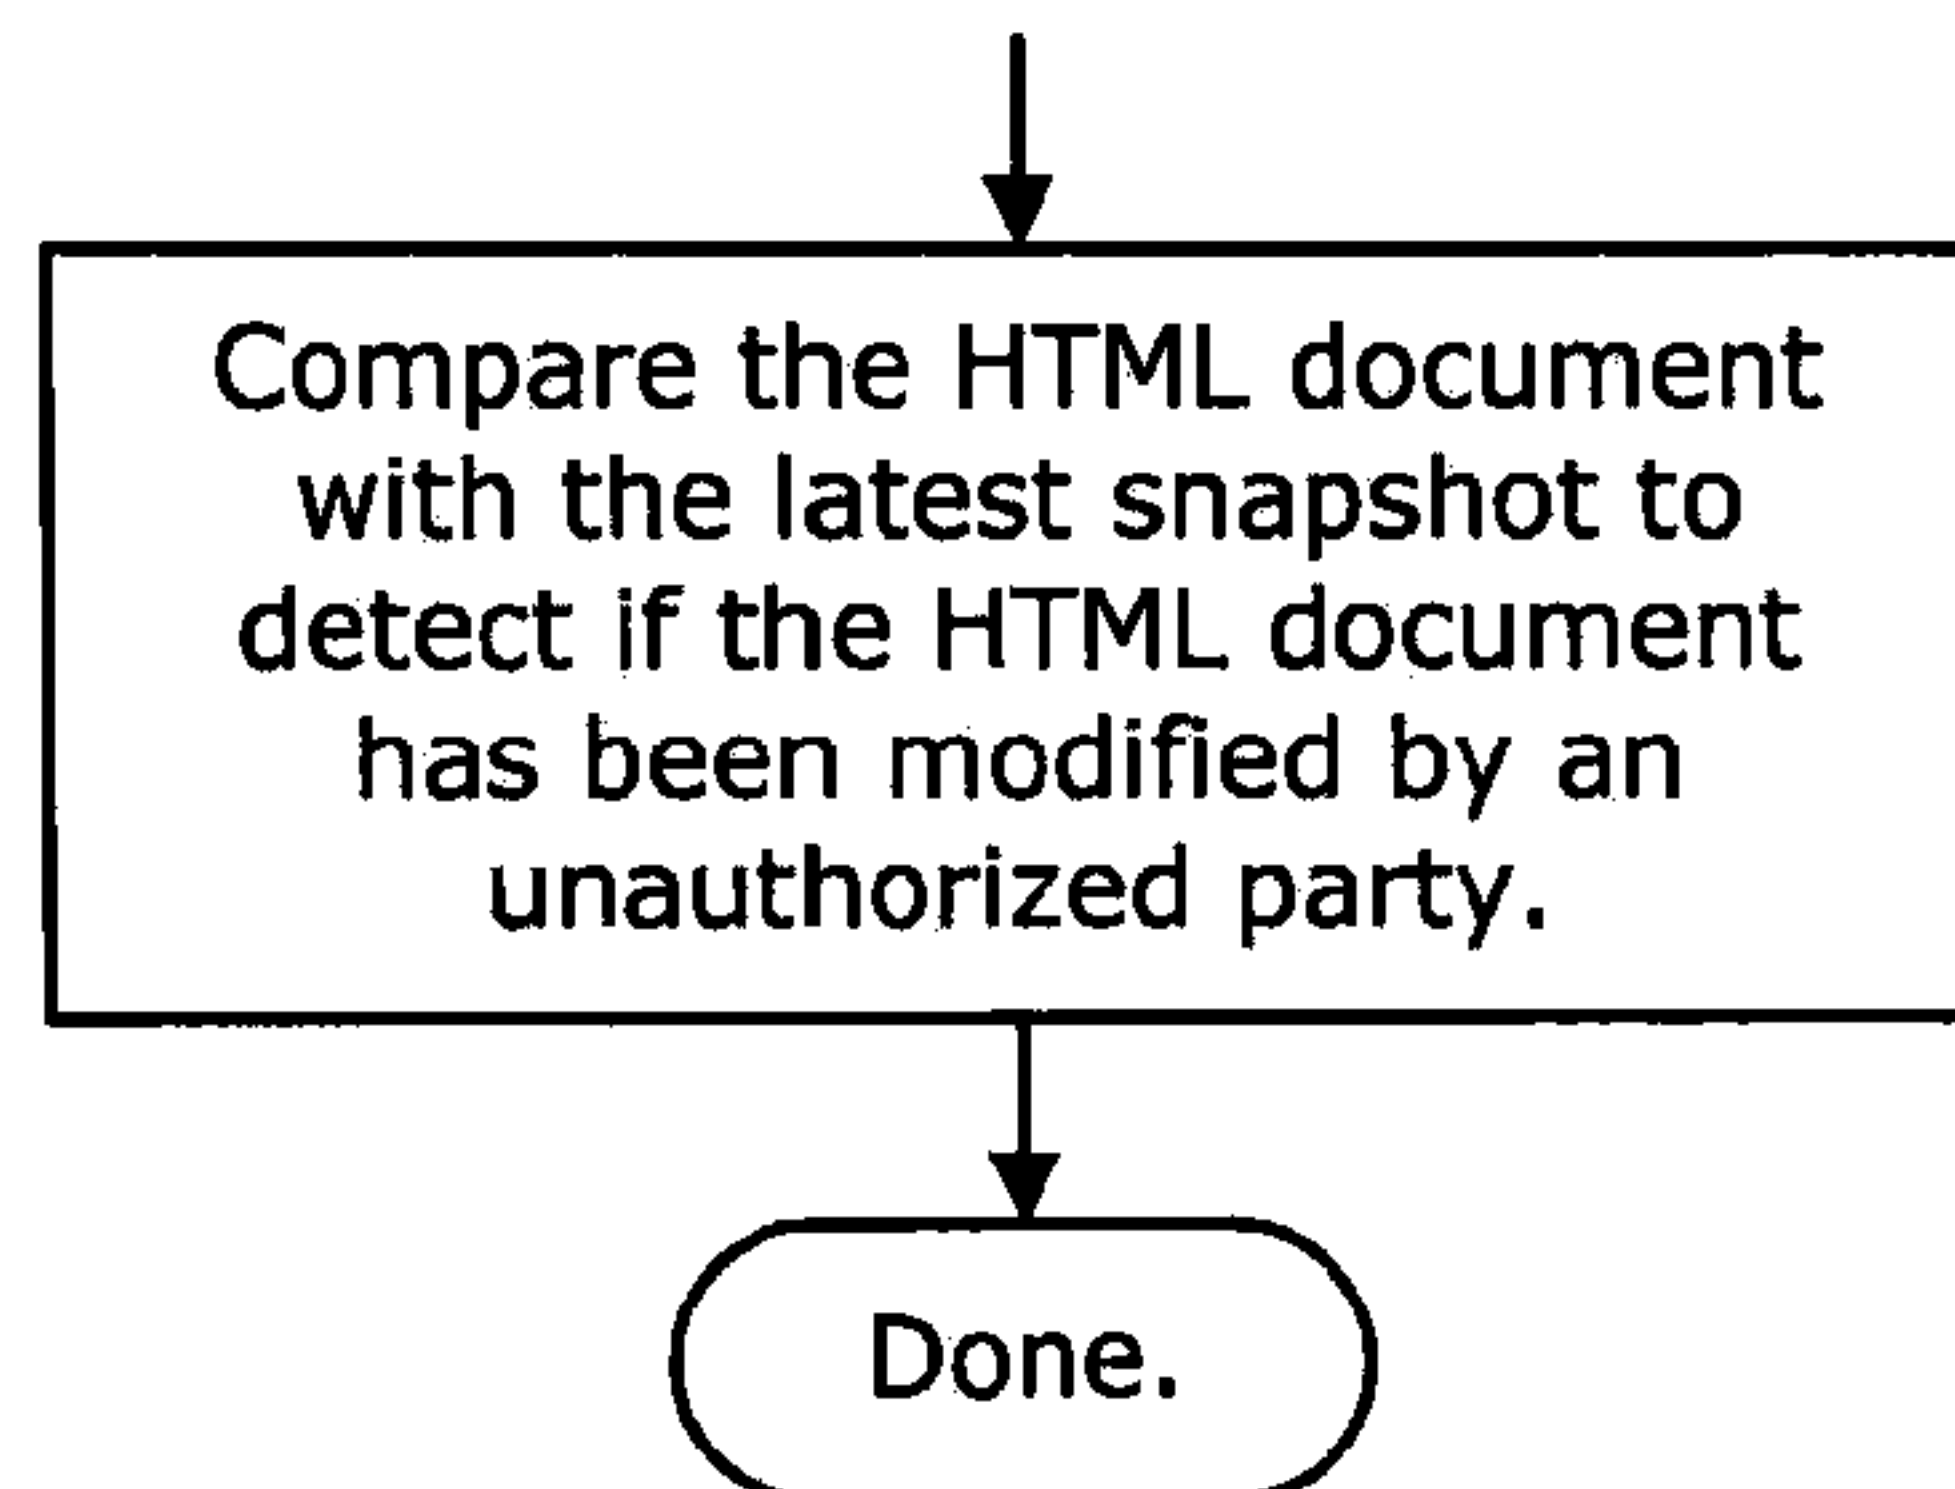 Compare the HTML document
with the latest snapshot to
detect if the HTML document
has been modified by an
unauthorized party.
Done.